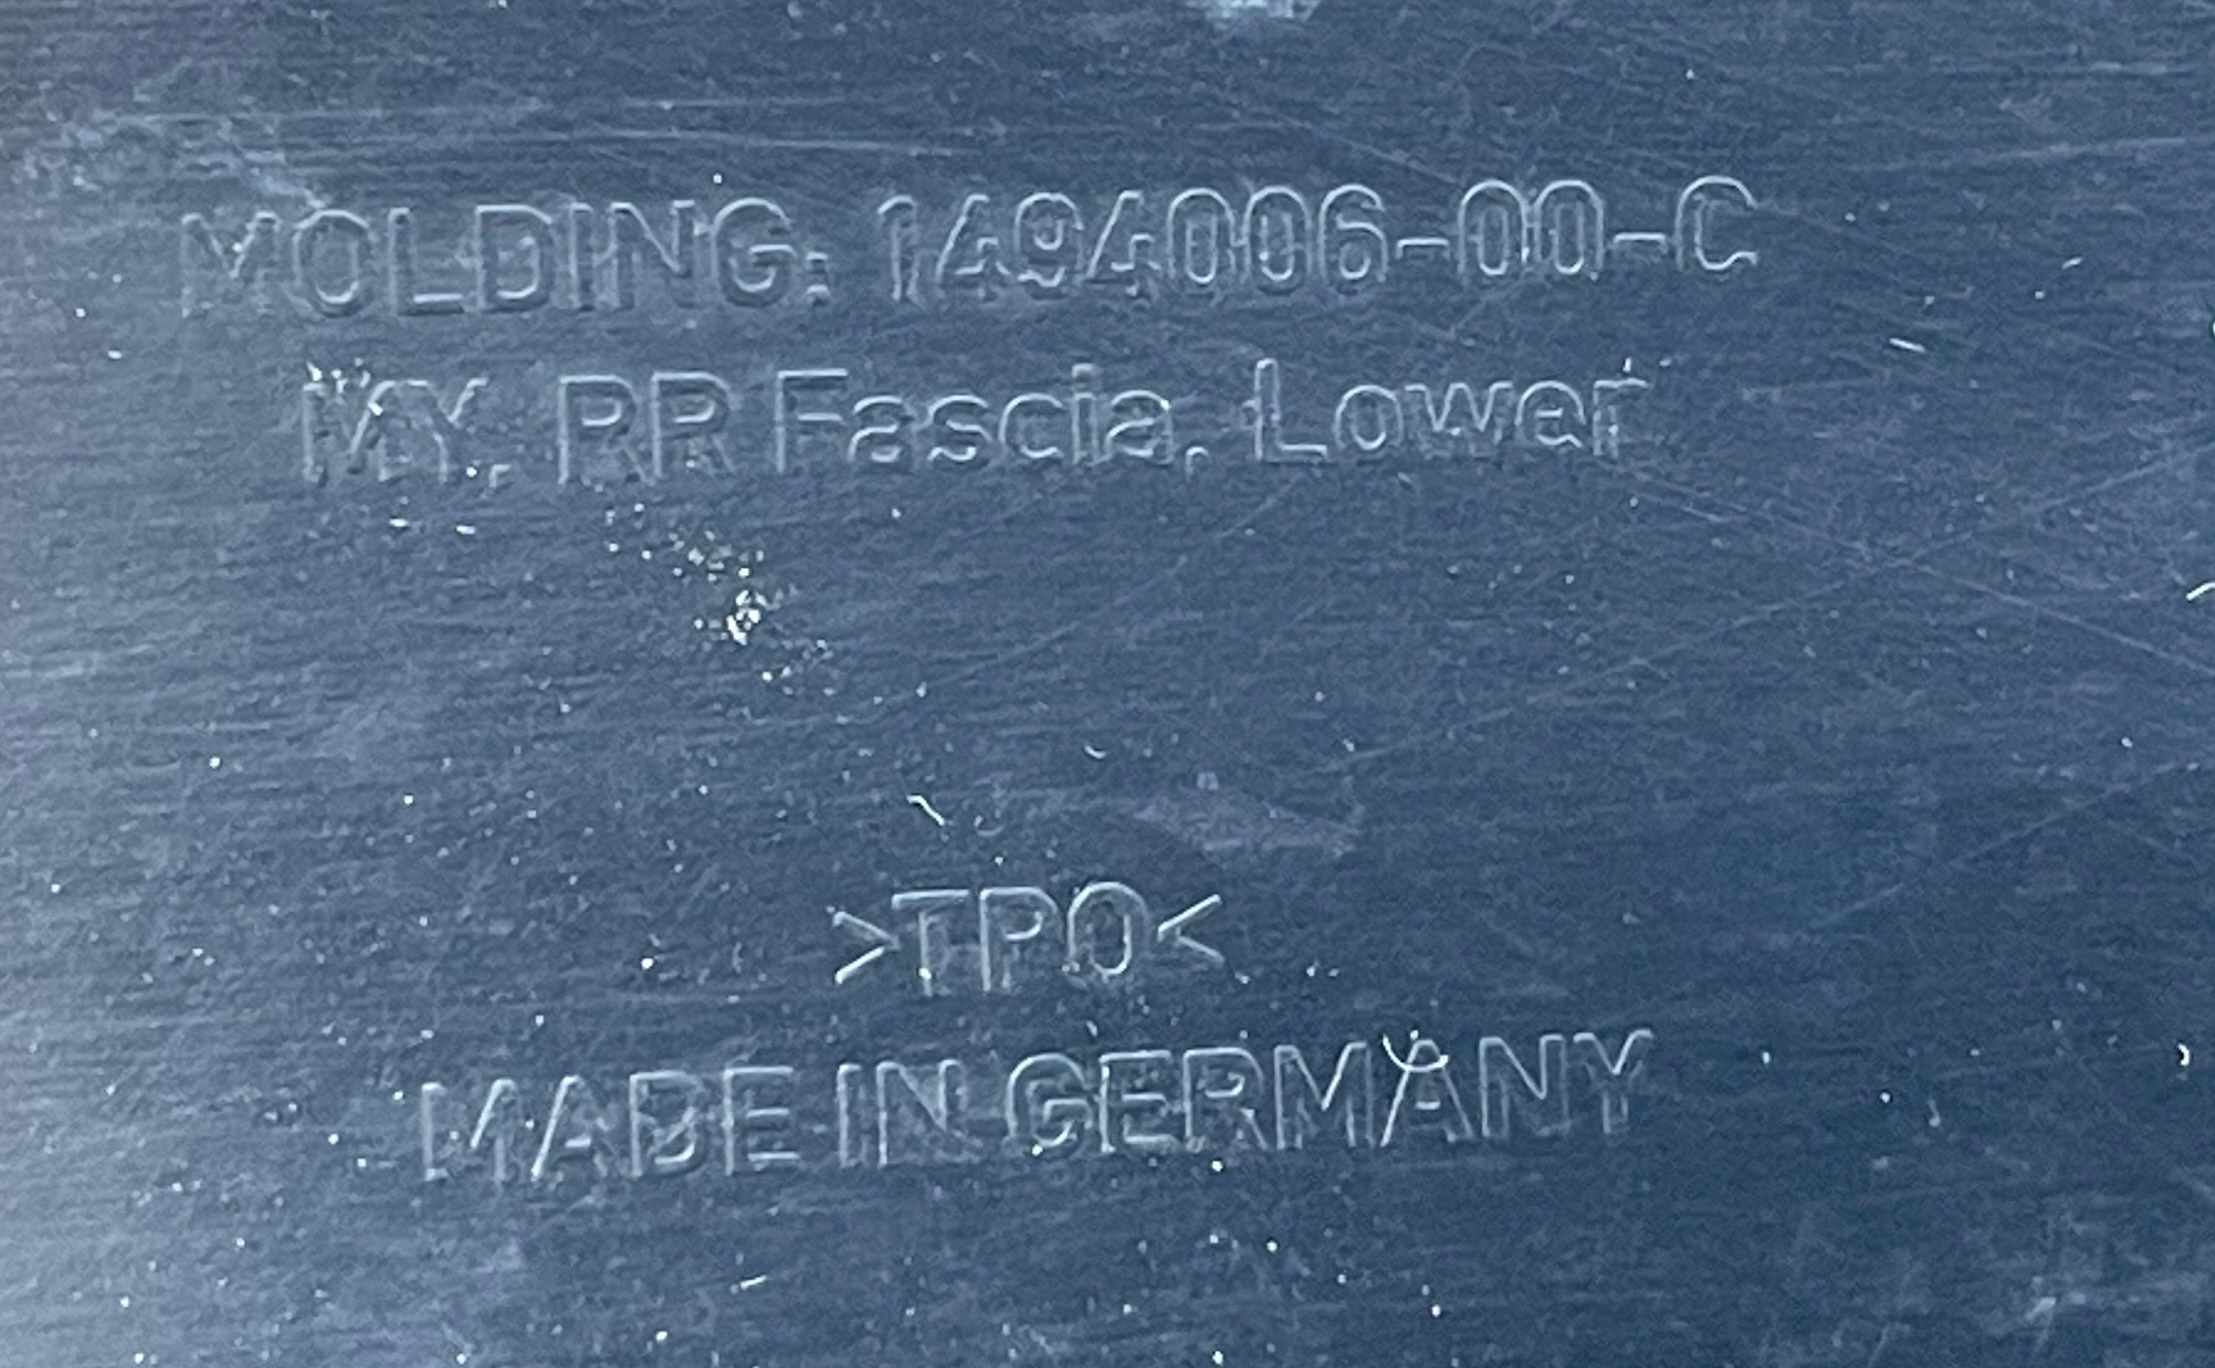 MOLDING: 1494006-00-C
MY, RR Fascia, Lower
>TPO<
MADE IN GERMANY